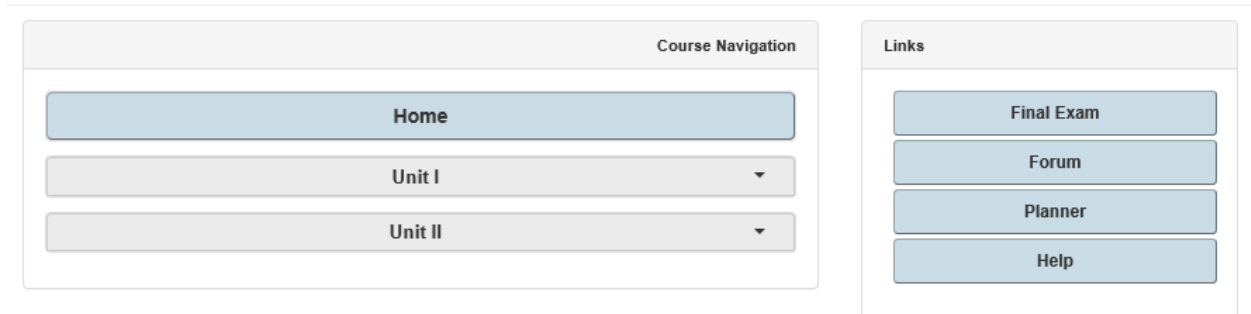 Course Navigation
Home
Unit I
Unit II
Links
Final Exam
Forum
Planner
Help